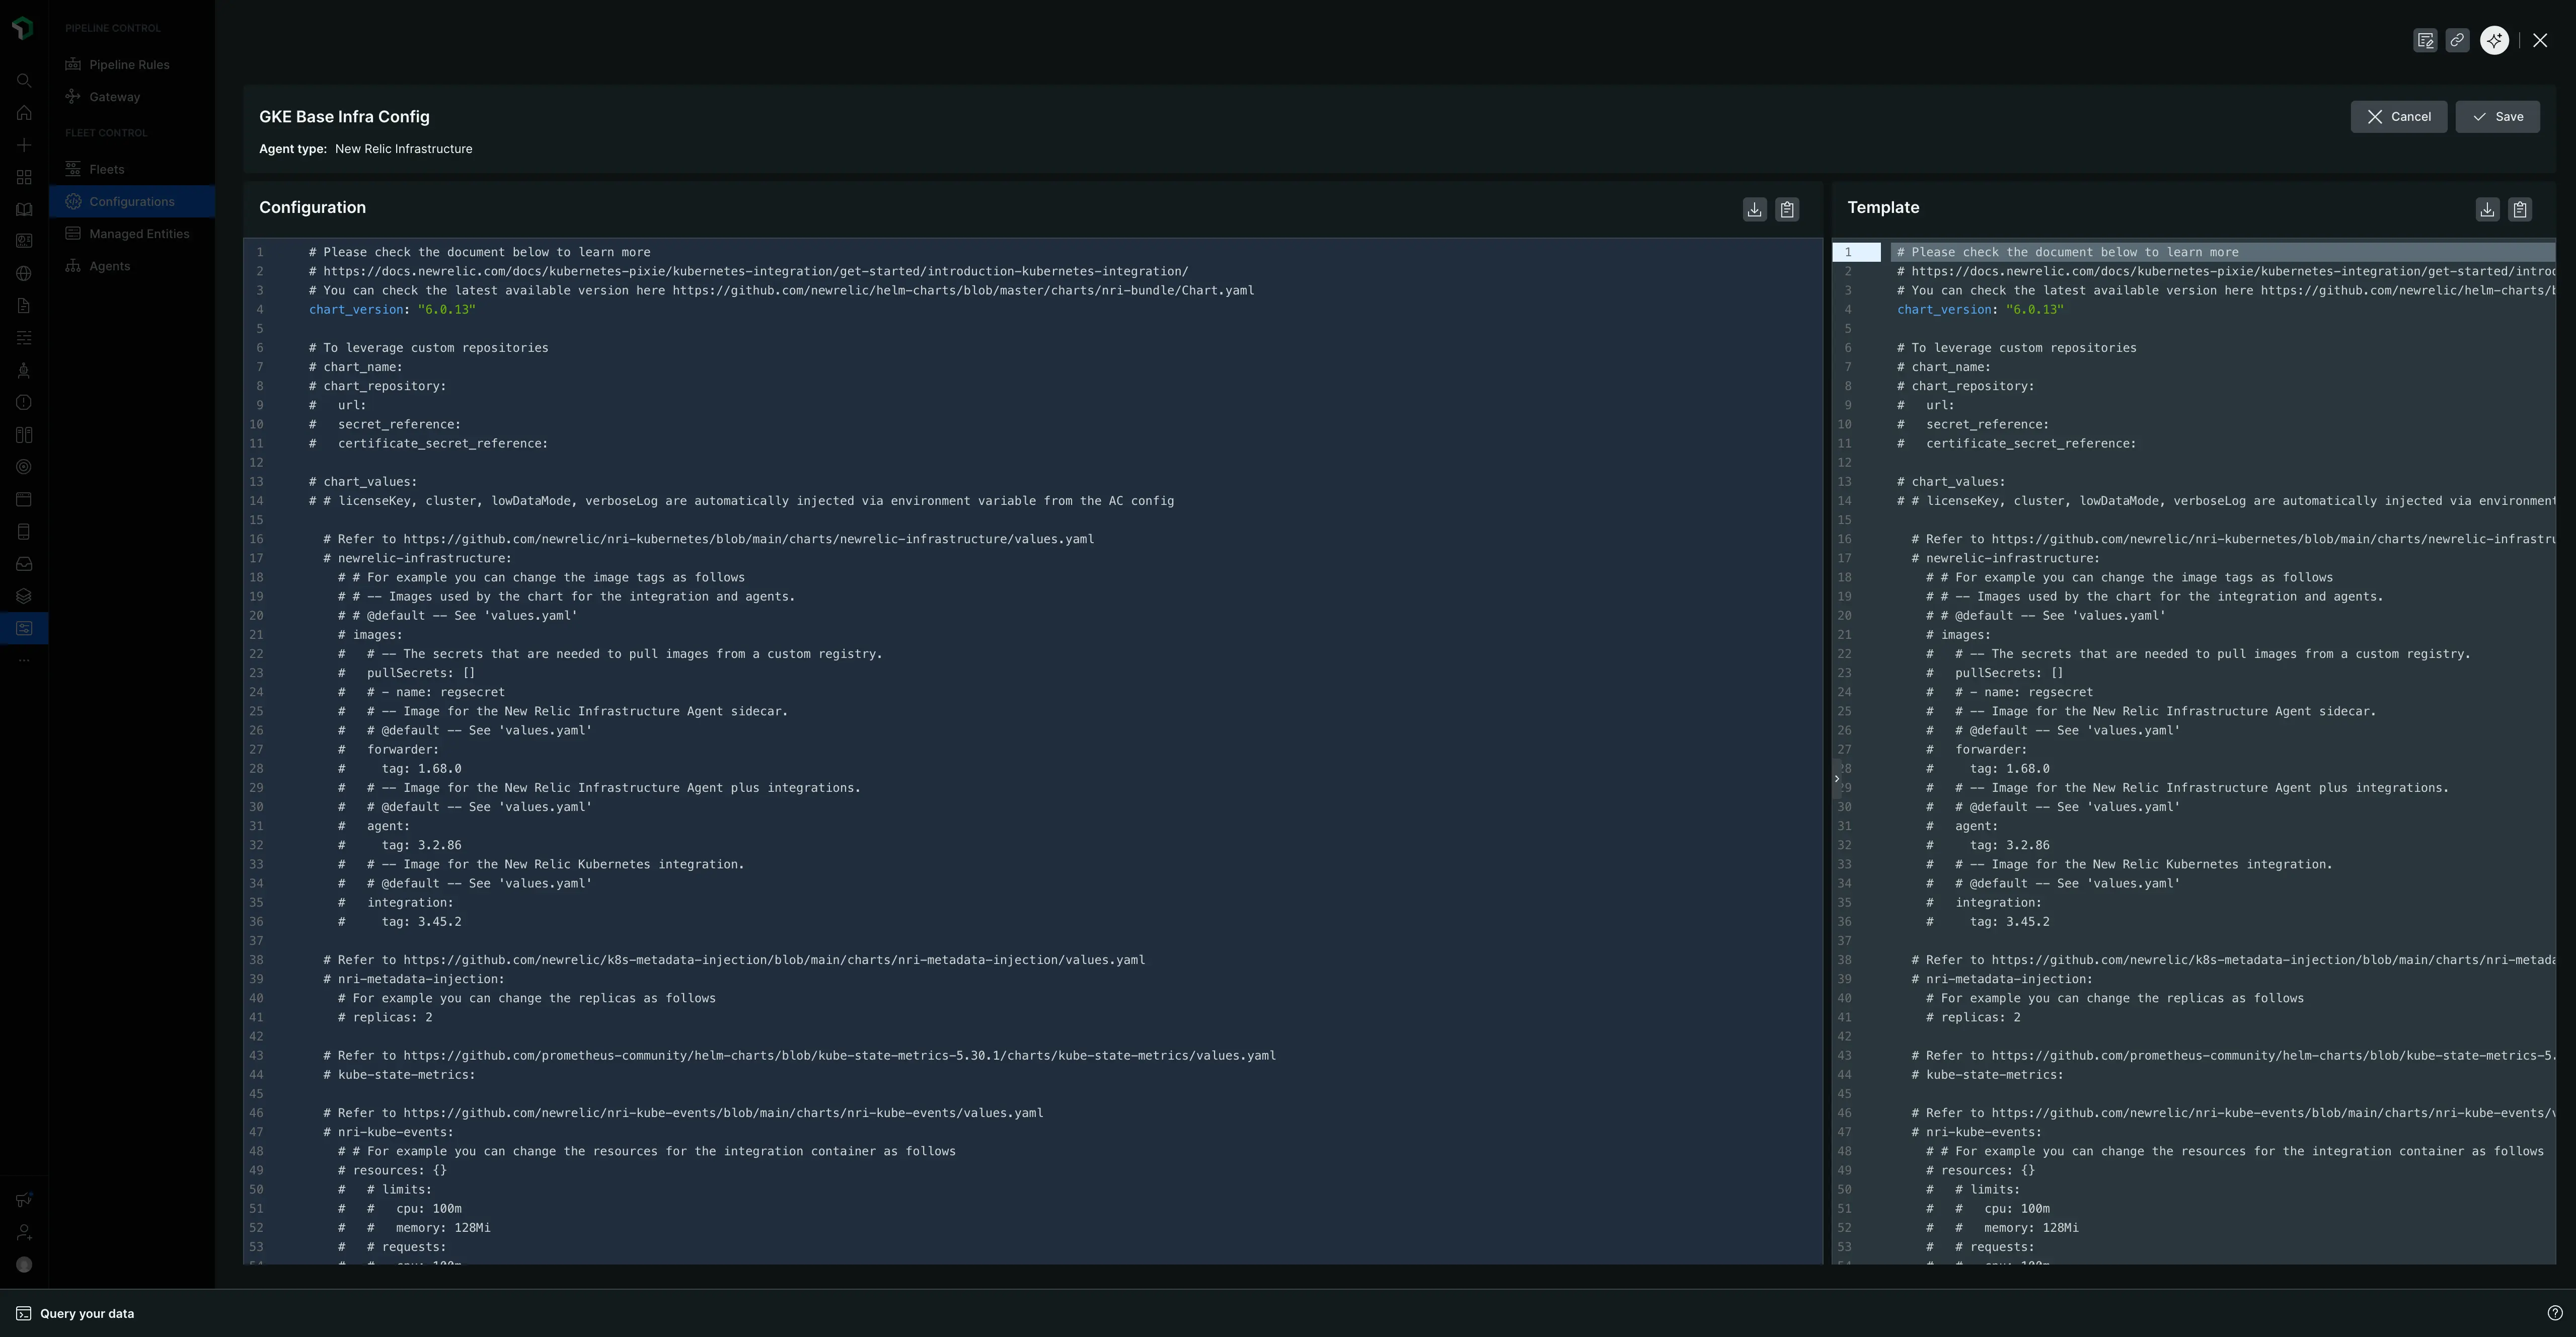 PIPELINE CONTROL
Pipeline Rules
Gateway
FLEET CONTROL
Fleets
Configurations
Managed Entities
Agents
GKE Base Infra Config
Cancel
Save
Agent type: New Relic Infrastructure
Configuration
1 # Please check the document below to learn more
2 # https://docs.newrelic.com/docs/kubernetes-pixie/kubernetes-integration/get-started/introduction-kubernetes-integration/
3 # You can check the latest available version here https://github.com/newrelic/helm-charts/blob/master/charts/nri-bundle/Chart.yaml
4 chart_version: "6.0.13"
5
6 # To leverage custom repositories
7 # chart_name:
8 # chart_repository:
9 #   url:
10 #   secret_reference:
11 #   certificate_secret_reference:
12
13 # chart_values:
14 # # licenseKey, cluster, lowDataMode, verboseLog are automatically injected via environment variable from the AC config
15
16   # Refer to https://github.com/newrelic/nri-kubernetes/blob/main/charts/newrelic-infrastructure/values.yaml
17   # newrelic-infrastructure:
18     # # For example you can change the image tags as follows
19     # # -- Images used by the chart for the integration and agents.
20     # # @default -- See 'values.yaml'
21     # images:
22     #   # -- The secrets that are needed to pull images from a custom registry.
23     #   pullSecrets: []
24     #   # - name: regsecret
25     #   # -- Image for the New Relic Infrastructure Agent sidecar.
26     #   # @default -- See 'values.yaml'
27     #   forwarder:
28     #     tag: 1.68.0
29     #   # -- Image for the New Relic Infrastructure Agent plus integrations.
30     #   # @default -- See 'values.yaml'
31     #   agent:
32     #     tag: 3.2.86
33     #   # -- Image for the New Relic Kubernetes integration.
34     #   # @default -- See 'values.yaml'
35     #   integration:
36     #     tag: 3.45.2
37
38   # Refer to https://github.com/newrelic/k8s-metadata-injection/blob/main/charts/nri-metadata-injection/values.yaml
39   # nri-metadata-injection:
40     # For example you can change the replicas as follows
41     # replicas: 2
42
43   # Refer to https://github.com/prometheus-community/helm-charts/blob/kube-state-metrics-5.30.1/charts/kube-state-metrics/values.yaml
44   # kube-state-metrics:
45
46   # Refer to https://github.com/newrelic/nri-kube-events/blob/main/charts/nri-kube-events/values.yaml
47   # nri-kube-events:
48     # # For example you can change the resources for the integration container as follows
49     # resources: {}
50     #   # limits:
51     #   #   cpu: 100m
52     #   #   memory: 128Mi
53     #   # requests:
Template
1 # Please check the document below to learn more
2 # https://docs.newrelic.com/docs/kubernetes-pixie/kubernetes-integration/get-started/introd
3 # You can check the latest available version here https://github.com/newrelic/helm-charts/b
4 chart_version: "6.0.13"
5
6 # To leverage custom repositories
7 # chart_name:
8 # chart_repository:
9 #   url:
10 #   secret_reference:
11 #   certificate_secret_reference:
12
13 # chart_values:
14 # # licenseKey, cluster, lowDataMode, verboseLog are automatically injected via environment
15
16   # Refer to https://github.com/newrelic/nri-kubernetes/blob/main/charts/newrelic-infrastru
17   # newrelic-infrastructure:
18     # # For example you can change the image tags as follows
19     # # -- Images used by the chart for the integration and agents.
20     # # @default -- See 'values.yaml'
21     # images:
22     #   # -- The secrets that are needed to pull images from a custom registry.
23     #   pullSecrets: []
24     #   # - name: regsecret
25     #   # -- Image for the New Relic Infrastructure Agent sidecar.
26     #   # @default -- See 'values.yaml'
27     #   forwarder:
28     #     tag: 1.68.0
29     #   # -- Image for the New Relic Infrastructure Agent plus integrations.
30     #   # @default -- See 'values.yaml'
31     #   agent:
32     #     tag: 3.2.86
33     #   # -- Image for the New Relic Kubernetes integration.
34     #   # @default -- See 'values.yaml'
35     #   integration:
36     #     tag: 3.45.2
37
38   # Refer to https://github.com/newrelic/k8s-metadata-injection/blob/main/charts/nri-metada
39   # nri-metadata-injection:
40     # For example you can change the replicas as follows
41     # replicas: 2
42
43   # Refer to https://github.com/prometheus-community/helm-charts/blob/kube-state-metrics-5.
44   # kube-state-metrics:
45
46   # Refer to https://github.com/newrelic/nri-kube-events/blob/main/charts/nri-kube-events/v
47   # nri-kube-events:
48     # # For example you can change the resources for the integration container as follows
49     # resources: {}
50     #   # limits:
51     #   #   cpu: 100m
52     #   #   memory: 128Mi
53     #   # requests:
Query your data